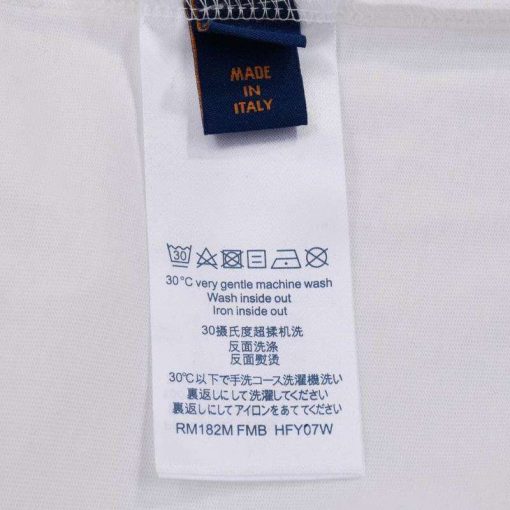 MADE
IN
ITALY
30
30°C very gentle machine wash
Wash inside out
Iron inside out
30摄氏度超揉机洗
反面洗涤
反面熨烫
30℃以下で手洗コース洗濯機洗い
裏返しにして洗濯してください
裏返しにしてアイロンをあててください
RM182M FMB HFY07W